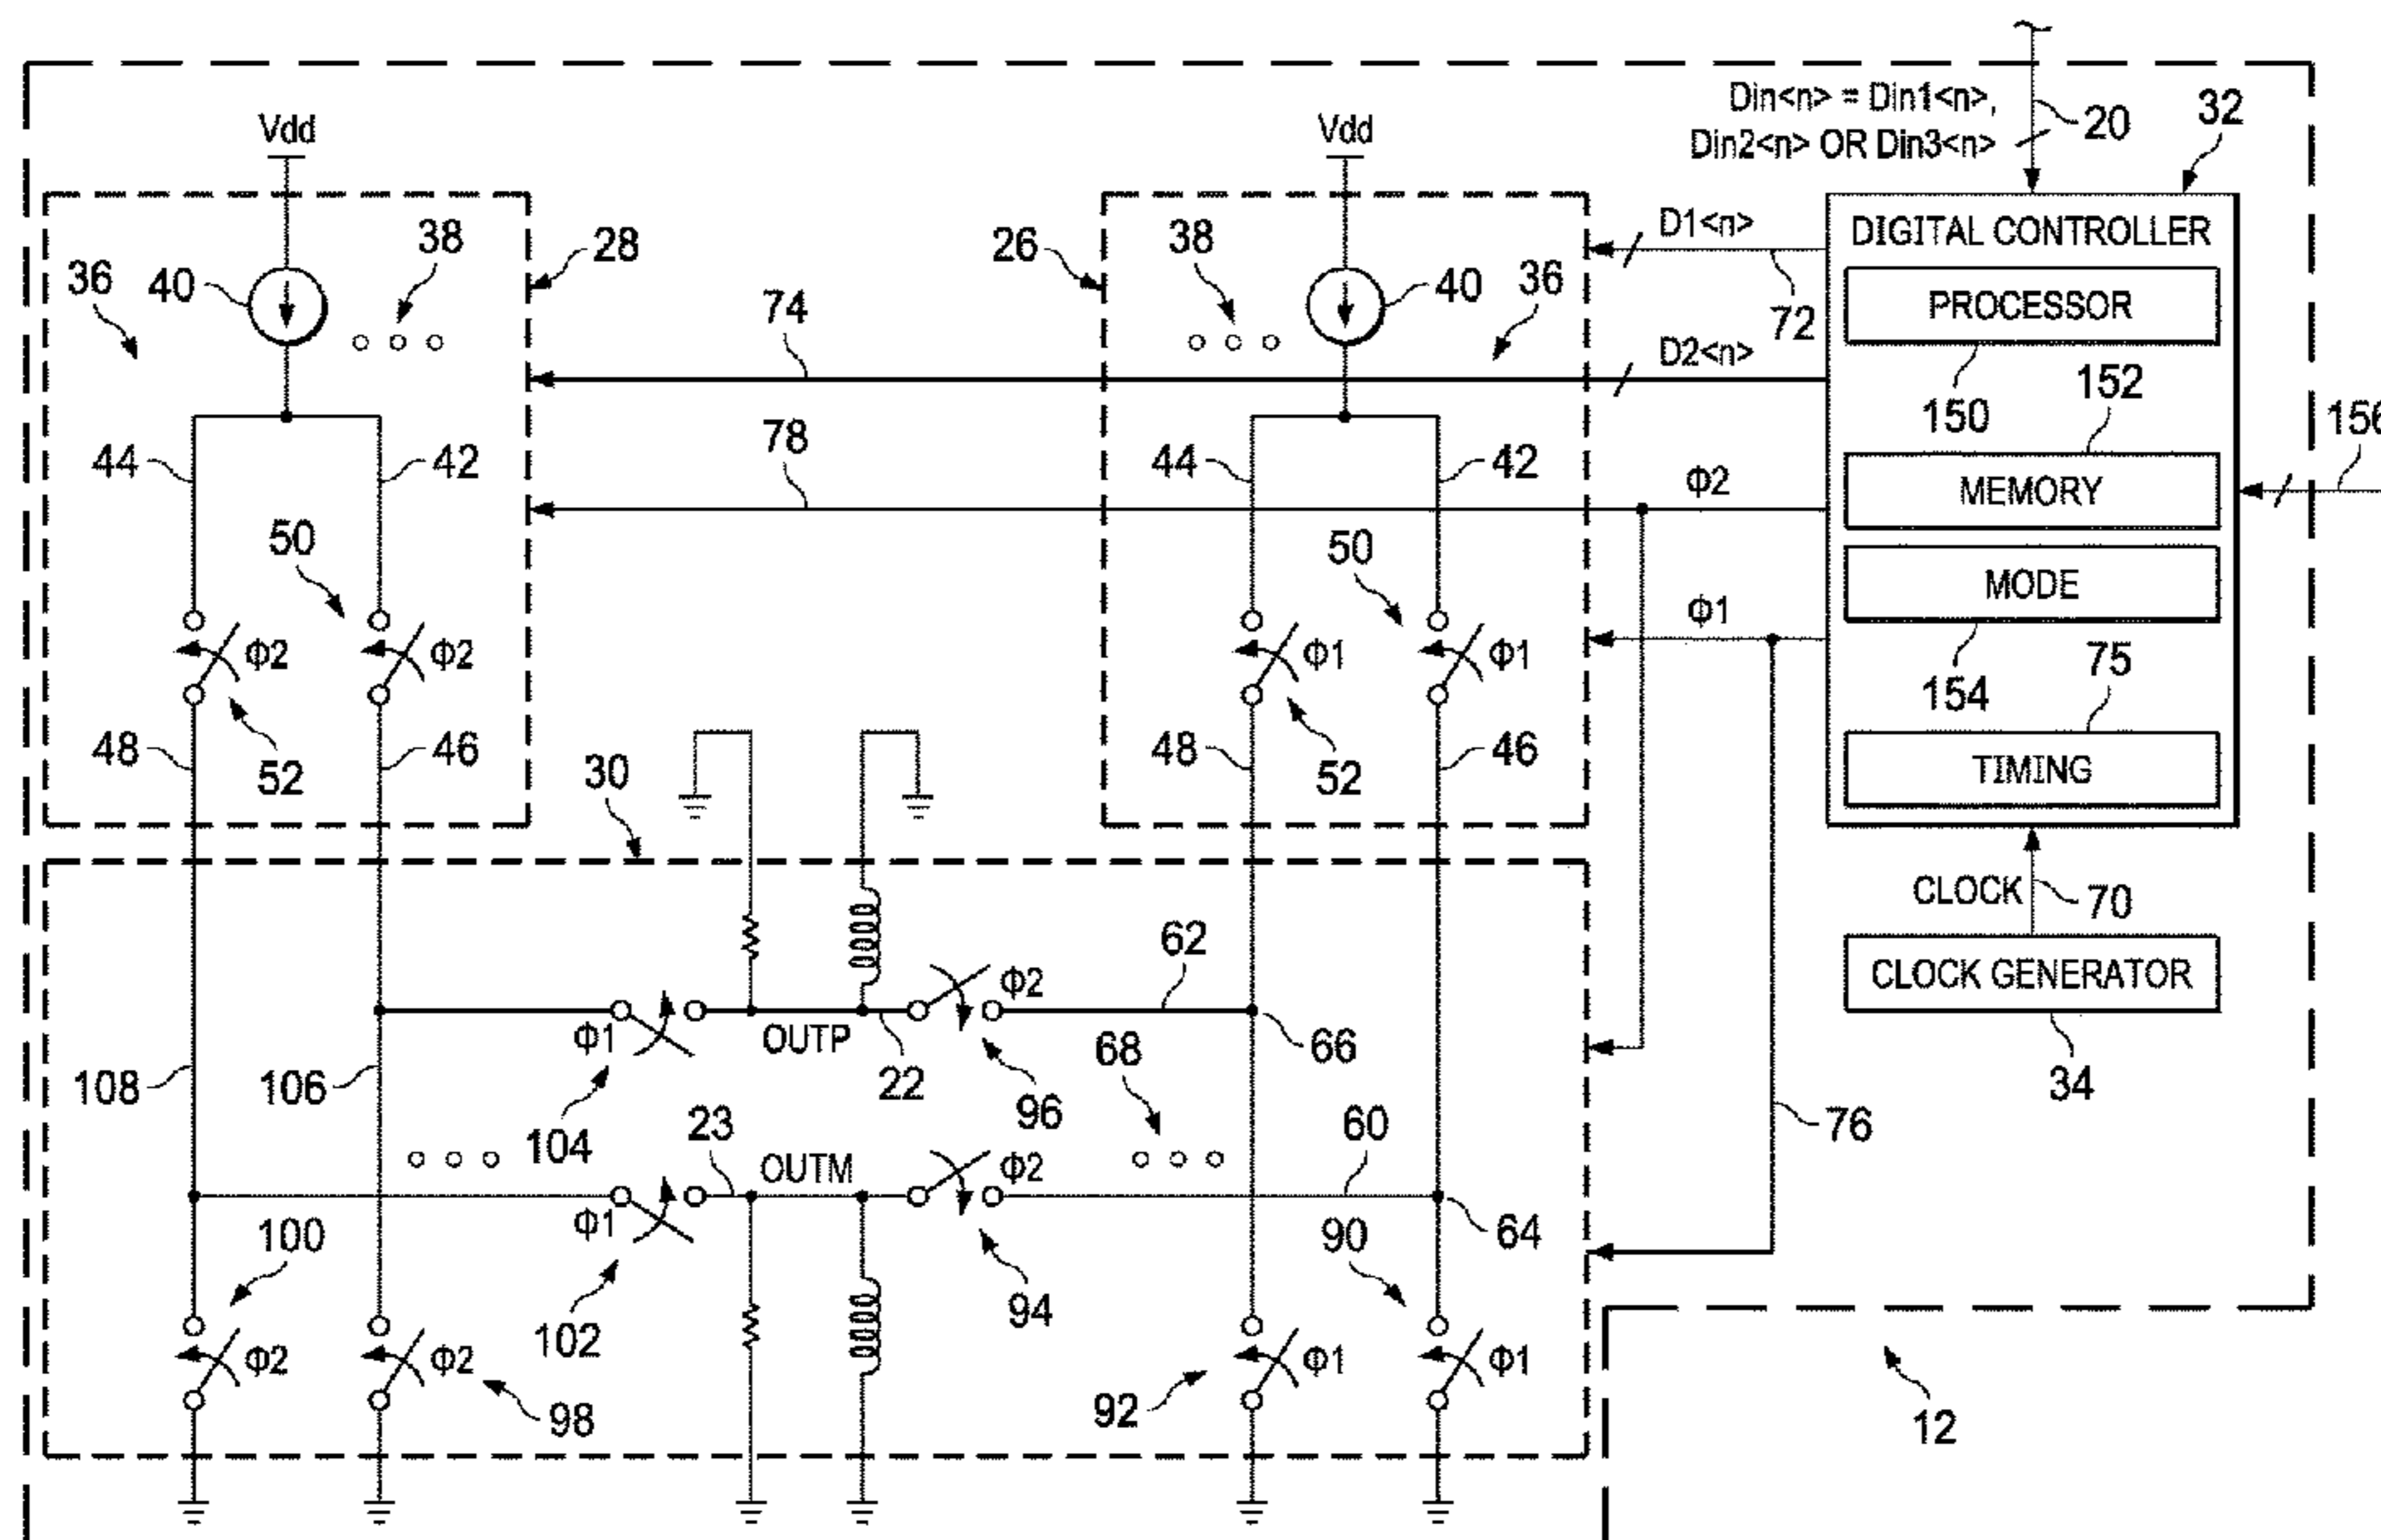 Din<n> = Din1<n>,
Din2<n> OR Din3<n>
20
32
Vdd
Vdd
38
28
26
38
D1<n>
DIGITAL CONTROLLER
36
40
74
40
36
72
PROCESSOR
D2<n>
150
152
44
42
78
44
42
Φ2
MEMORY
156
50
50
MODE
Φ2
Φ2
Φ1
Φ1
Φ1
154
75
48
52
46
30
48
52
46
TIMING
CLOCK
70
62
CLOCK GENERATOR
Φ1
OUTP
Φ2
68
66
34
108
106
104
22
96
23
60
76
OUTM
Φ2
100
Φ1
90
64
102
94
Φ2
Φ2
98
92
Φ1
Φ1
12